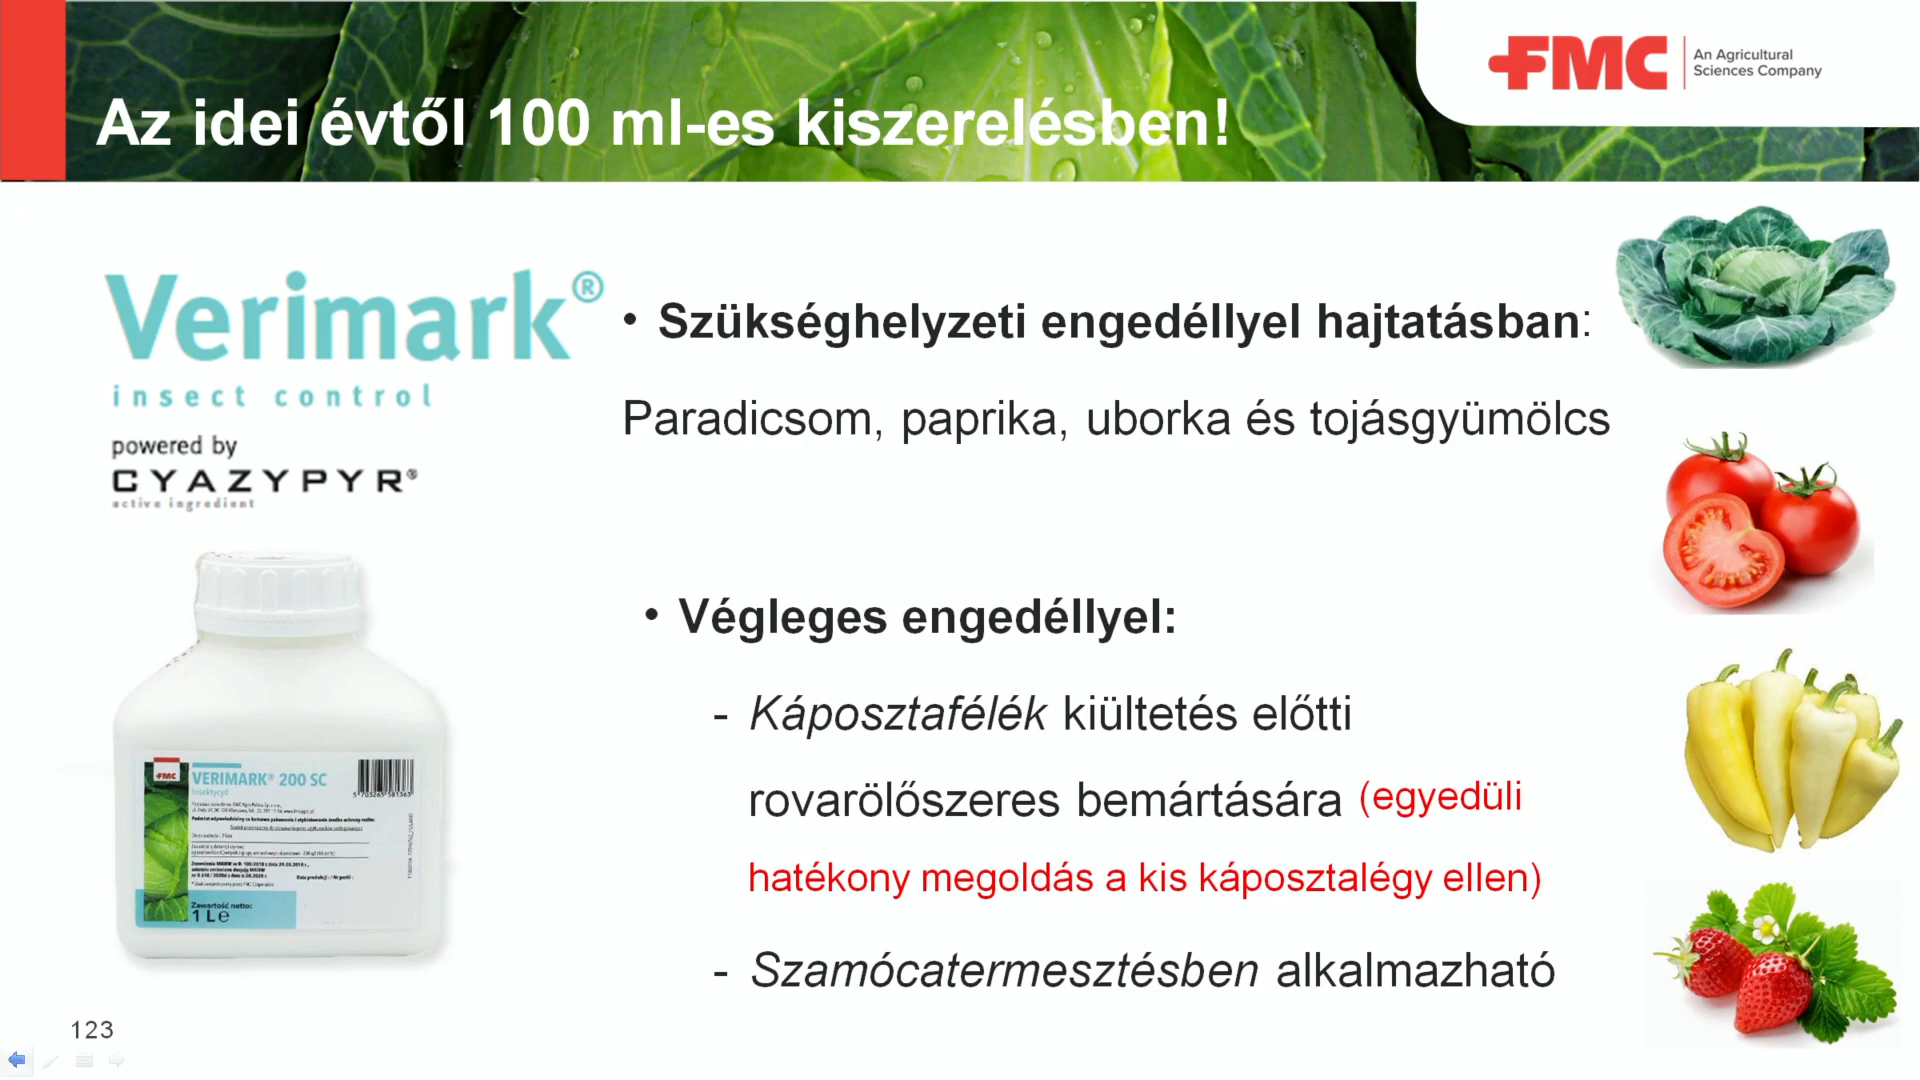 FMC
An Agricultural
Sciences Company
Az idei évtől 100 ml-es kiszerelésben!
Verimark®
insect control
powered by
CYAZYPYR®
active ingredient
• Szükséghelyzeti engedéllyel hajtatásban:
Paradicsom, paprika, uborka és tojásgyümölcs
• Végleges engedéllyel:
- Káposztafélék kiültetés előtti
rovarölőszeres bemártására (egyedüli
hatékony megoldás a kis káposztalégy ellen)
- Szamócatermesztésben alkalmazható
FMC
VERIMARK® 200 SC
Insektycyd
Zawartość netto:
1 L e
123